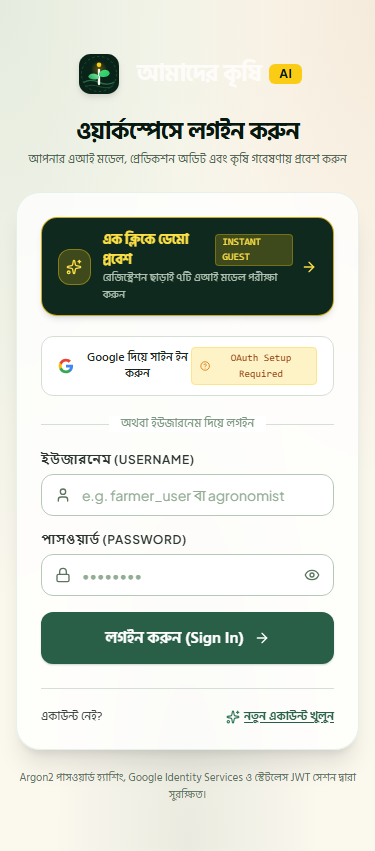 আমাদের কৃষি AI
ওয়ার্কস্পেসে লগইন করুন
আপনার এআই মডেল, প্রেডিকশন অডিট এবং কৃষি গবেষণায় প্রবেশ করুন
এক ক্লিকে ডেমো
প্রবেশ
INSTANT
GUEST
রেজিস্ট্রেশন ছাড়াই ৭টি এআই মডেল পরীক্ষা
করুন
Google দিয়ে সাইন ইন
করুন
OAuth Setup
Required
অথবা ইউজারনেম দিয়ে লগইন
ইউজারনেম (USERNAME)
e.g. farmer_user বা agronomist
পাসওয়ার্ড (PASSWORD)
••••••••
লগইন করুন (Sign In)
একাউন্ট নেই?
নতুন একাউন্ট খুলুন
Argon2 পাসওয়ার্ড হ্যাশিং, Google Identity Services ও স্টেটলেস JWT সেশন দ্বারা
সুরক্ষিত।